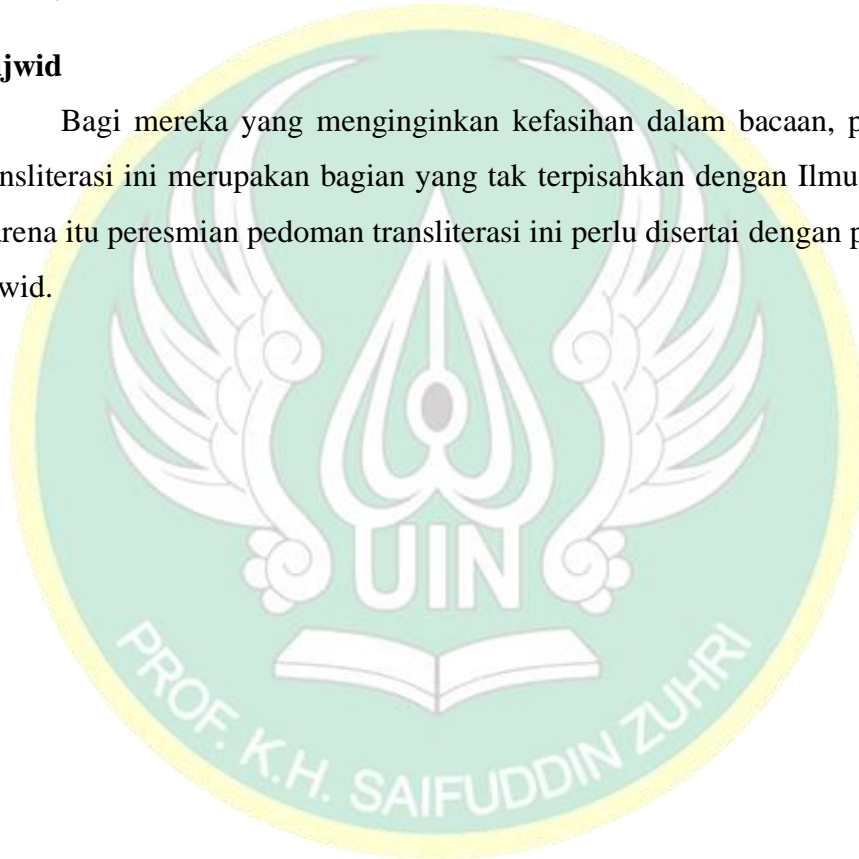 jwid
Bagi mereka yang menginginkan kefasihan dalam bacaan, p
nsliterasi ini merupakan bagian yang tak terpisahkan dengan Ilmu
rena itu peresmian pedoman transliterasi ini perlu disertai dengan p
wid.
UIN
PROF. K.H. SAIFUDDIN ZUHRI